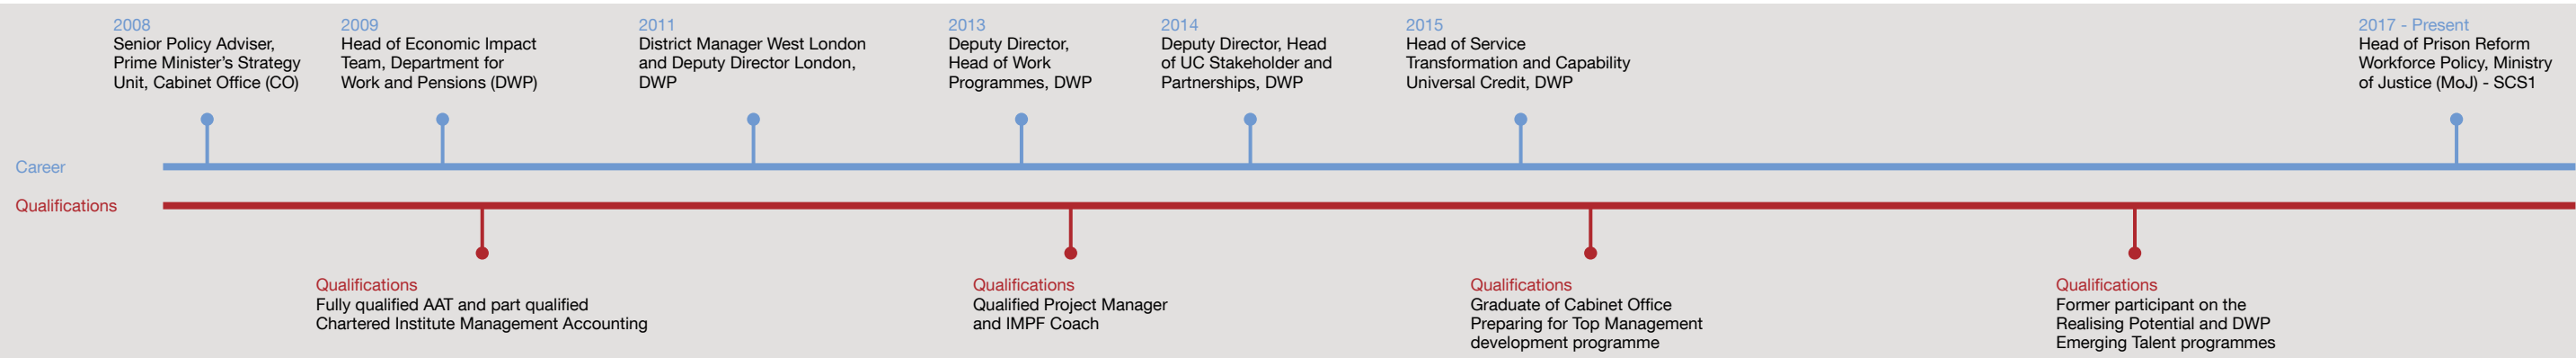 2008
Senior Policy Adviser,
Prime Minister's Strategy
Unit, Cabinet Office (CO)
2009
Head of Economic Impact
Team, Department for
Work and Pensions (DWP)
2011
District Manager West London
and Deputy Director London,
DWP
2013
Deputy Director,
Head of Work
Programmes, DWP
2014
Deputy Director, Head
of UC Stakeholder and
Partnerships, DWP
2015
Head of Service
Transformation and Capability
Universal Credit, DWP
2017 - Present
Head of Prison Reform
Workforce Policy, Ministry
of Justice (MoJ) - SCS1
Career
Qualifications
Qualifications
Fully qualified AAT and part qualified
Chartered Institute Management Accounting
Qualifications
Qualified Project Manager
and IMPF Coach
Qualifications
Graduate of Cabinet Office
Preparing for Top Management
development programme
Qualifications
Former participant on the
Realising Potential and DWP
Emerging Talent programmes